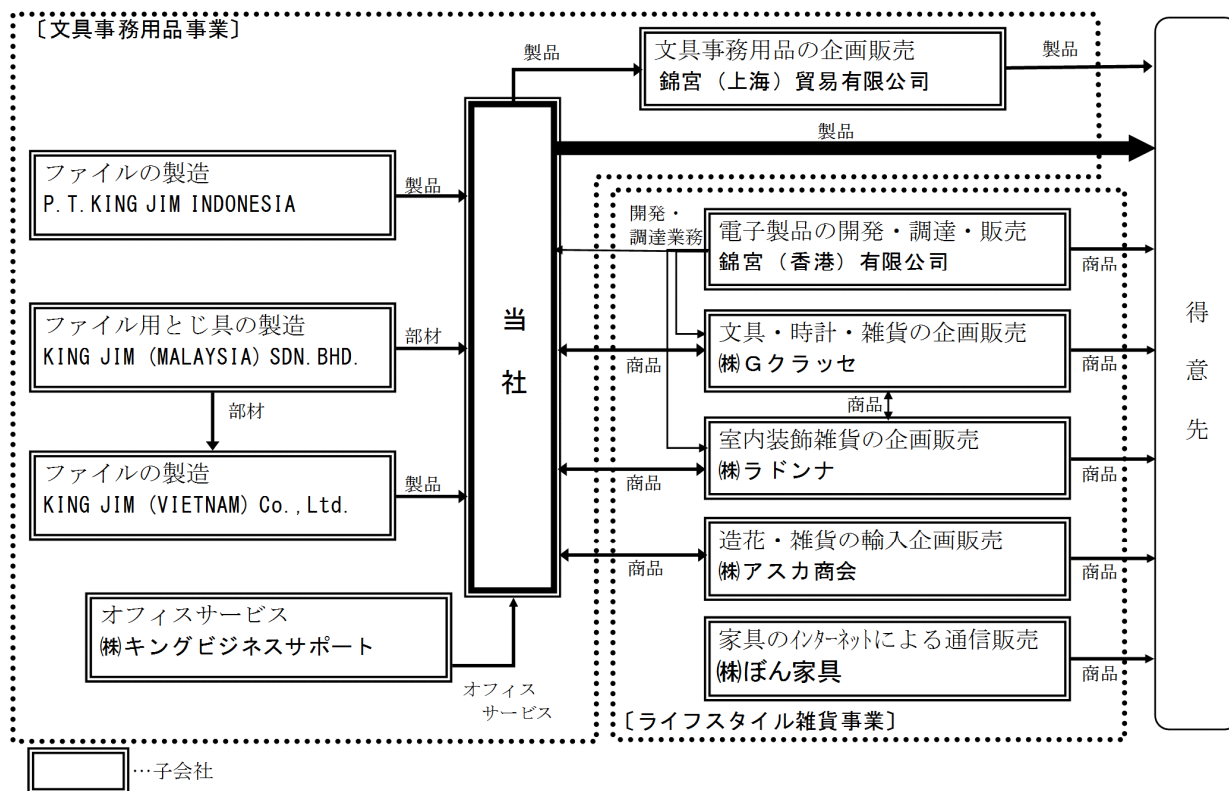 〔文具事務用品事業〕
製品
文具事務用品の企画販売
錦宮（上海）貿易有限公司
製品
製品
ファイルの製造
P.T.KING JIM INDONESIA
製品
開発・
調達業務
電子製品の開発・調達・販売
錦宮（香港）有限公司
商品
ファイル用とじ具の製造
KING JIM (MALAYSIA) SDN.BHD.
部材
当社
商品
文具・時計・雑貨の企画販売
㈱Ｇクラッセ
商品
得意先
部材
商品
ファイルの製造
KING JIM (VIETNAM) Co.,Ltd.
製品
室内装飾雑貨の企画販売
㈱ラドンナ
商品
商品
造花・雑貨の輸入企画販売
㈱アスカ商会
商品
商品
オフィスサービス
㈱キングビジネスサポート
オフィス
サービス
家具のｲﾝﾀｰﾈｯﾄによる通信販売
㈱ぼん家具
商品
〔ライフスタイル雑貨事業〕
…子会社